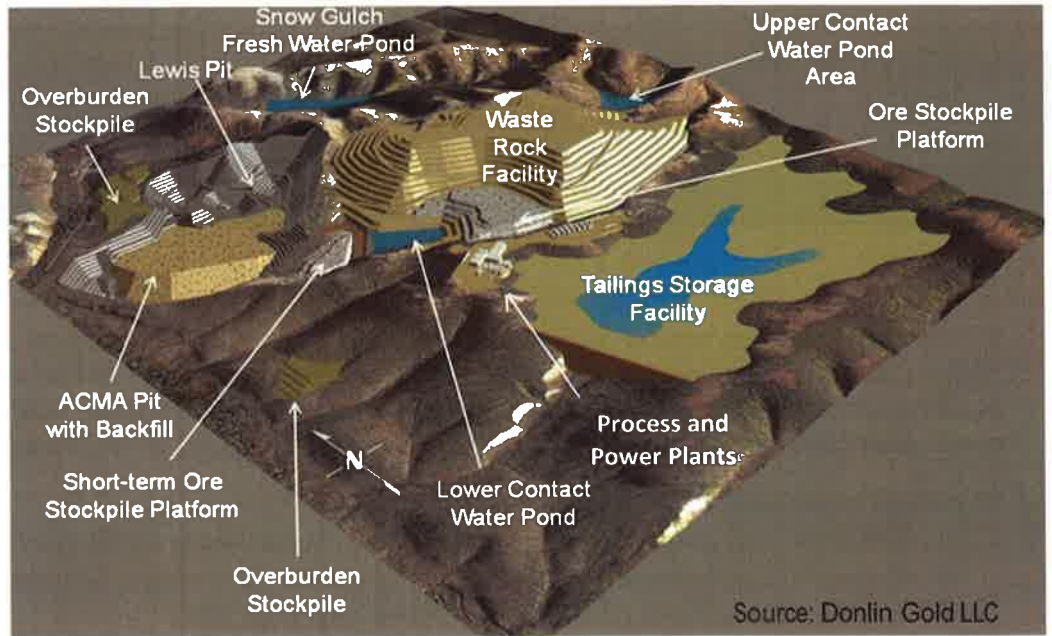 Snow Gulch
Fresh Water Pond
Lewis Pit
Overburden
Stockpile
Upper Contact
Water Pond
Area
Ore Stockpile
Platform
Waste
Rock
Facility
Tailings Storage
Facility
ACMA Pit
with Backfill
Short-term Ore
Stockpile Platform
N
Process and
Power Plants
Lower Contact
Water Pond
Overburden
Stockpile
Source: Donlin Gold LLC